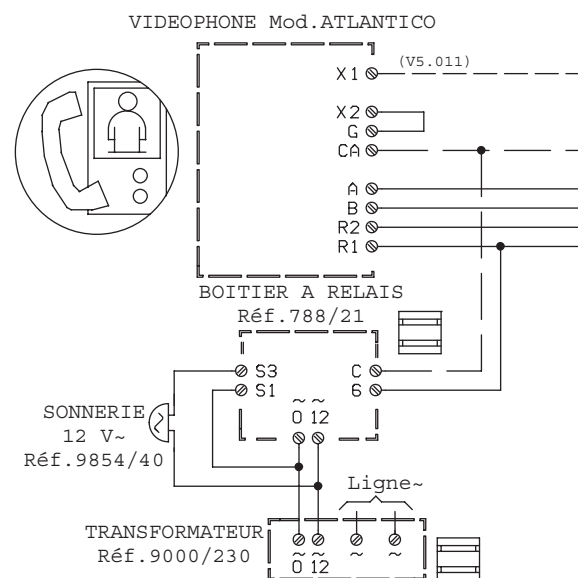 VIDEOPHONE Mod.ATLANTICO
X1
(V5.011)
X2
G
CA
A
B
R2
R1
BOITIER A RELAIS
Réf.788/21
S3
C
S1
6
~ ~
0 12
SONNERIE
12 V~
Réf.9854/40
Ligne~
TRANSFORMATEUR
Réf.9000/230
~ ~ ~ ~
0 12